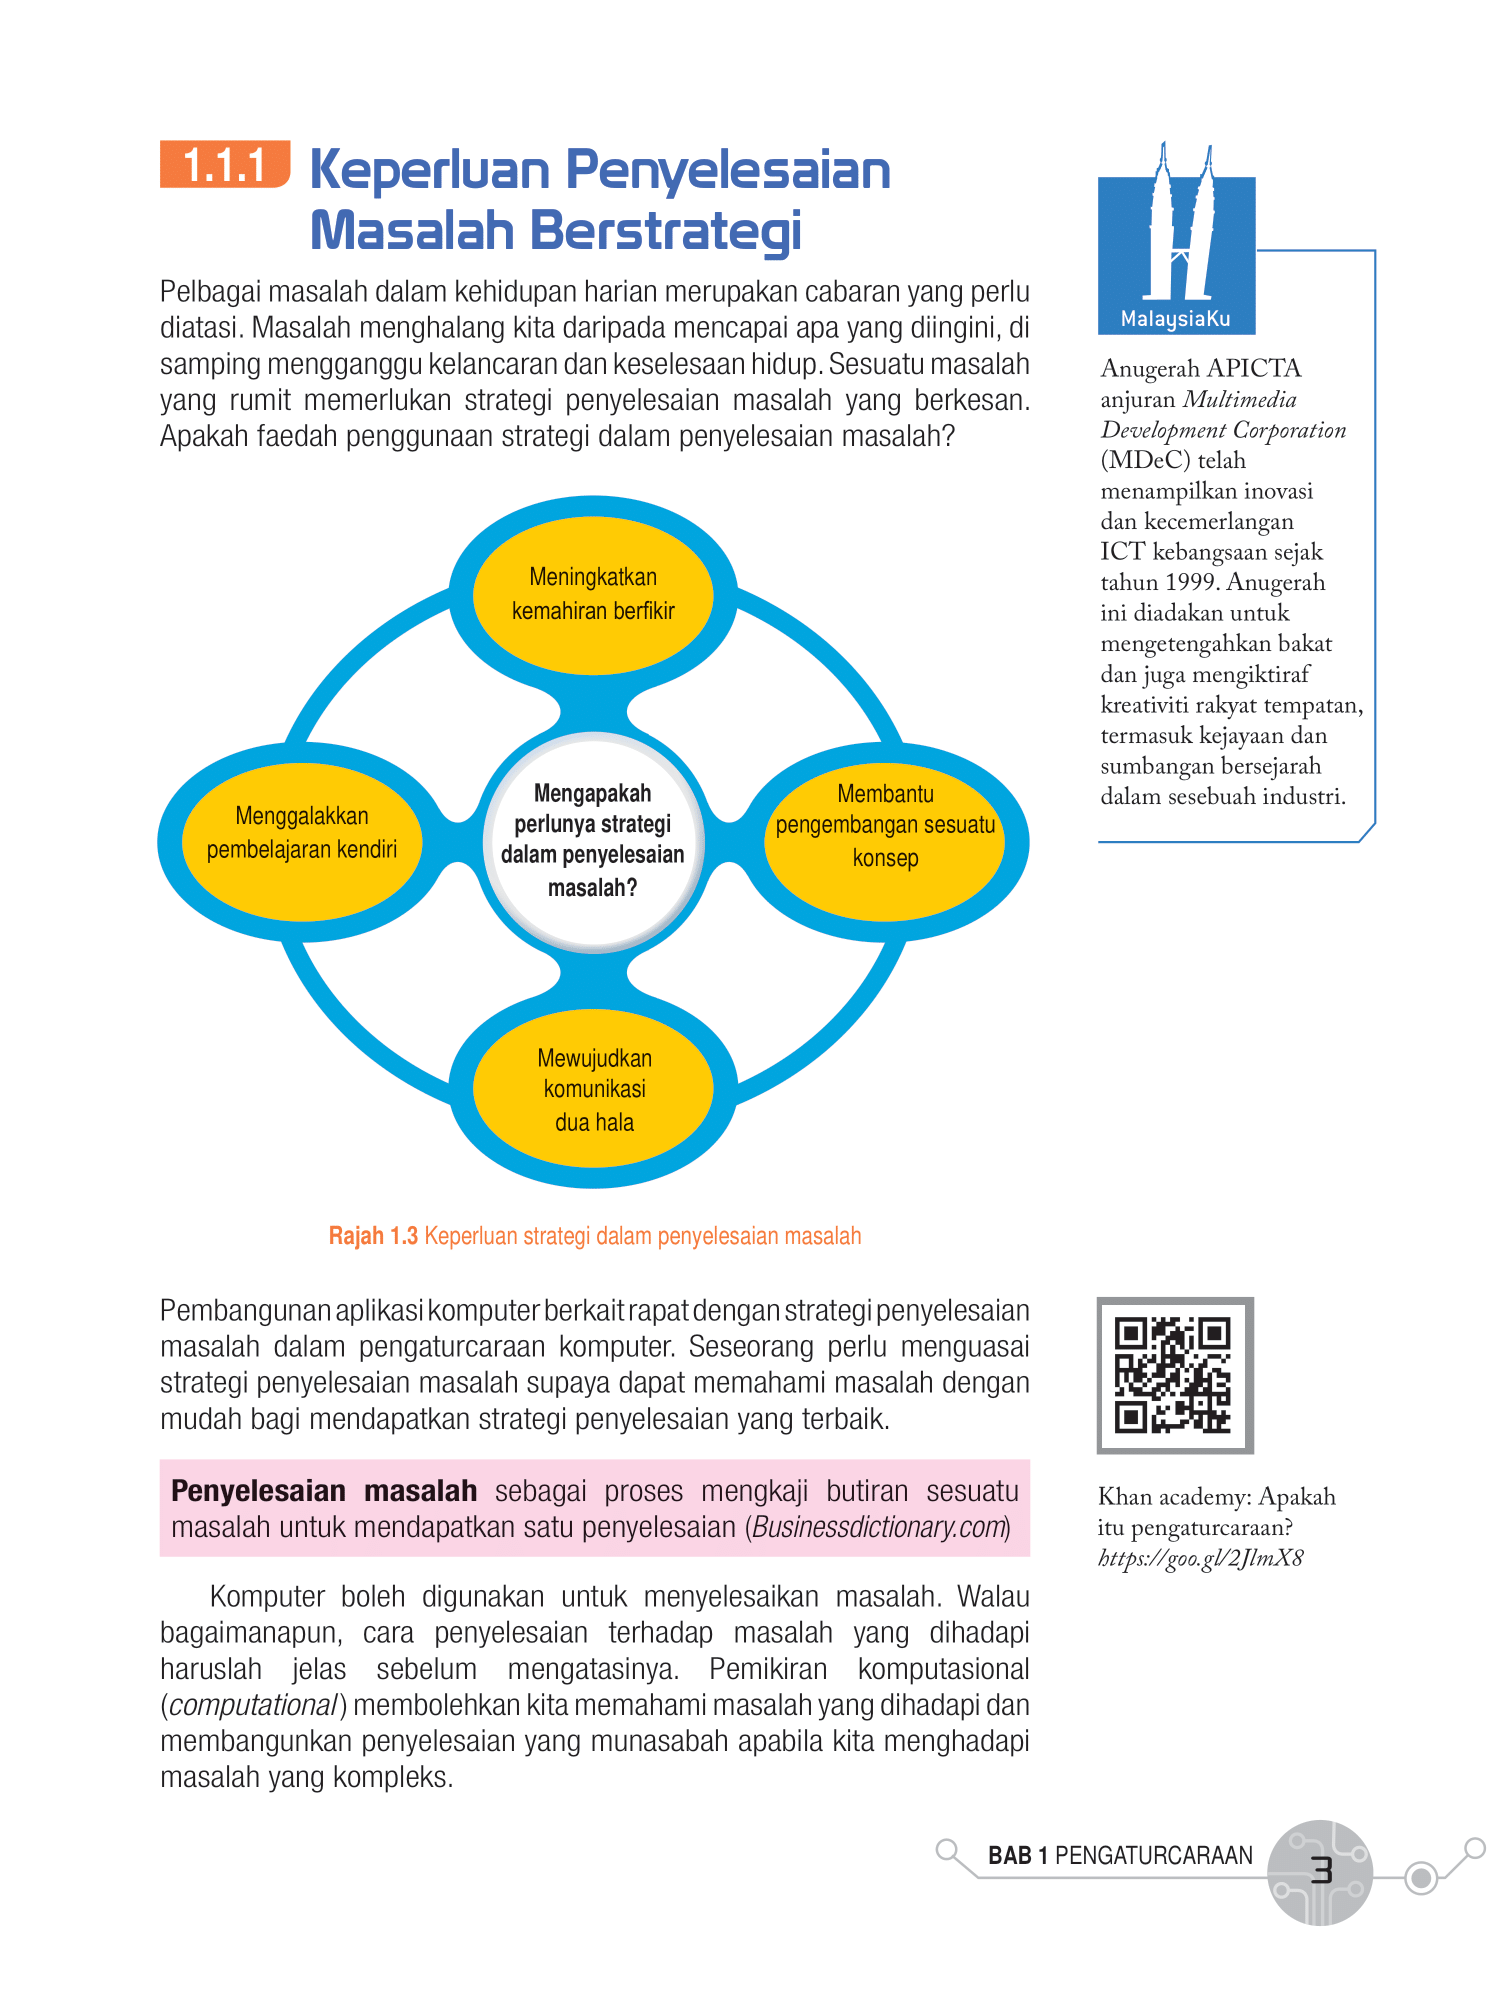 1.1.1 Keperluan Penyelesaian
Masalah Berstrategi
Pelbagai masalah dalam kehidupan harian merupakan cabaran yang perlu
diatasi. Masalah menghalang kita daripada mencapai apa yang diingini, di
samping mengganggu kelancaran dan keselesaan hidup. Sesuatu masalah
yang rumit memerlukan strategi penyelesaian masalah yang berkesan.
Apakah faedah penggunaan strategi dalam penyelesaian masalah?
Meningkatkan
kemahiran berfikir
Menggalakkan
pembelajaran kendiri
Mengapakah
perlunya strategi
dalam penyelesaian
masalah?
Membantu
pengembangan sesuatu
konsep
Mewujudkan
komunikasi
dua hala
Rajah 1.3 Keperluan strategi dalam penyelesaian masalah
Pembangunan aplikasi komputer berkait rapat dengan strategi penyelesaian
masalah dalam pengaturcaraan komputer. Seseorang perlu menguasai
strategi penyelesaian masalah supaya dapat memahami masalah dengan
mudah bagi mendapatkan strategi penyelesaian yang terbaik.
Penyelesaian masalah sebagai proses mengkaji butiran sesuatu
masalah untuk mendapatkan satu penyelesaian (Businessdictionary.com)
Komputer boleh digunakan untuk menyelesaikan masalah. Walau
bagaimanapun, cara penyelesaian terhadap masalah yang dihadapi
haruslah jelas sebelum mengatasinya. Pemikiran komputasional
(computational) membolehkan kita memahami masalah yang dihadapi dan
membangunkan penyelesaian yang munasabah apabila kita menghadapi
masalah yang kompleks.
MalaysiaKu
Anugerah APICTA
anjuran Multimedia
Development Corporation
(MDeC) telah
menampilkan inovasi
dan kecemerlangan
ICT kebangsaan sejak
tahun 1999. Anugerah
ini diadakan untuk
mengetengahkan bakat
dan juga mengiktiraf
kreativiti rakyat tempatan,
termasuk kejayaan dan
sumbangan bersejarah
dalam sesebuah industri.
Khan academy: Apakah
itu pengaturcaraan?
https://goo.gl/2JlmX8
BAB 1 PENGATURCARAAN
3